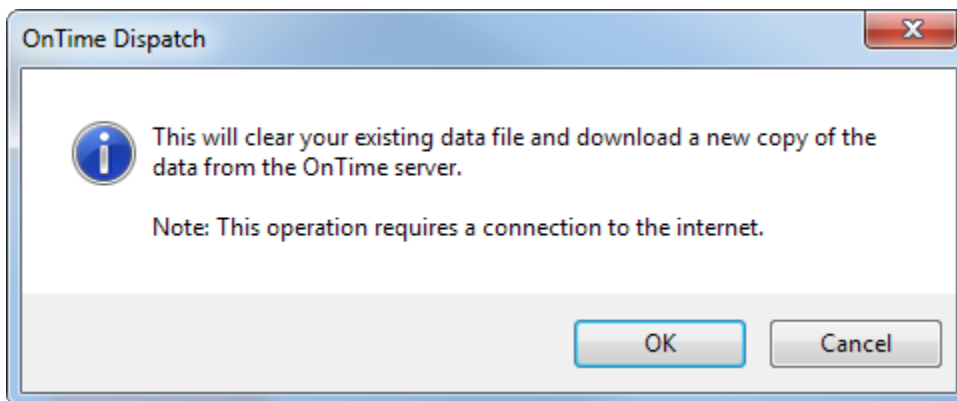 OnTime Dispatch
This will clear your existing data file and download a new copy of the
data from the OnTime server.
Note: This operation requires a connection to the internet.
OK
Cancel